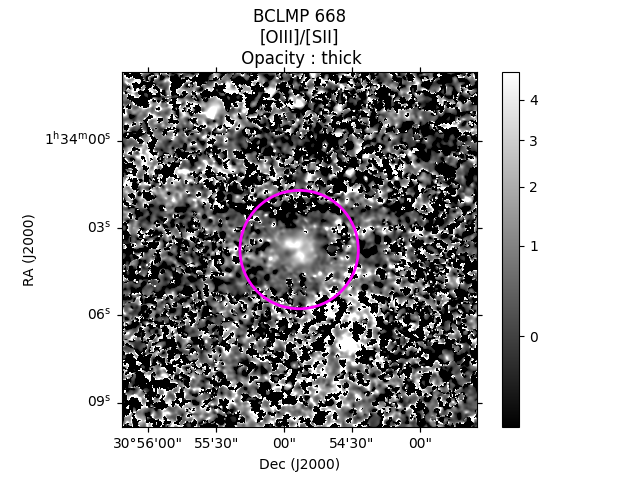 BCLMP 668
[OIII]/[SII]
Opacity : thick
1ʰ34ᵐ00ˢ
03ˢ
06ˢ
09ˢ
RA (J2000)
30°56'00" 55'30" 00" 54'30" 00"
Dec (J2000)
4
3
2
1
0